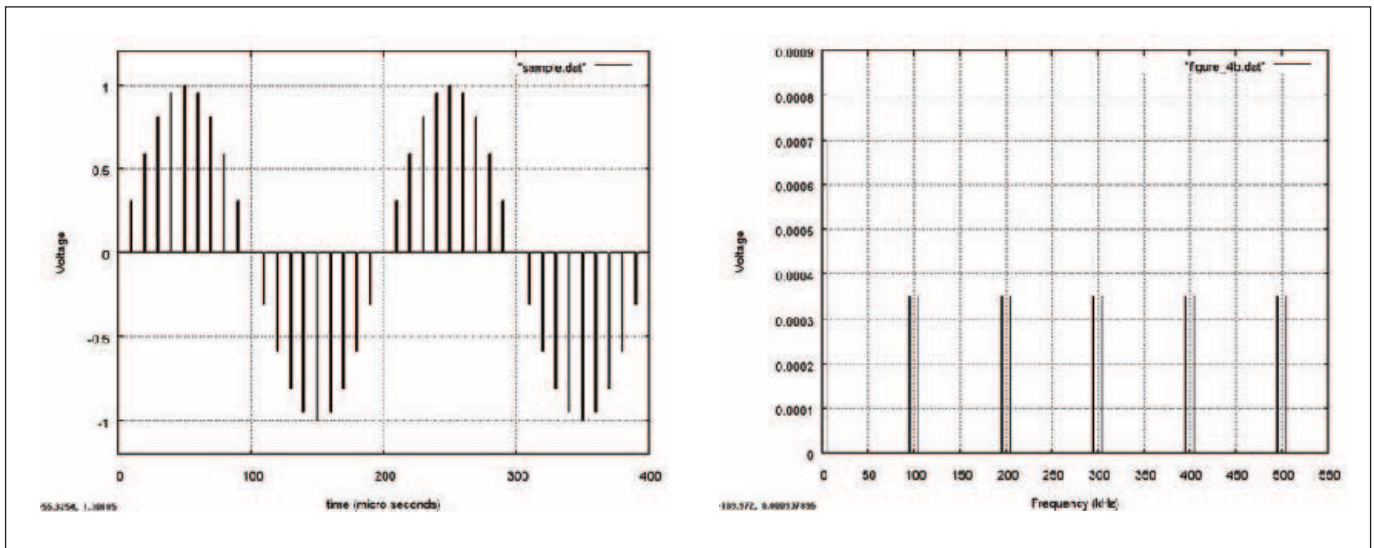 "sample.dat"
1
0.5
0
-0.5
-1
Voltage
0 100 200 300 400
time (micro seconds)
"figure_4b.dat"
0.0009
0.0008
0.0007
0.0006
0.0005
0.0004
0.0003
0.0002
0.0001
0
Voltage
0 50 100 150 200 250 300 350 400 450 500 550
Frequency (kHz)